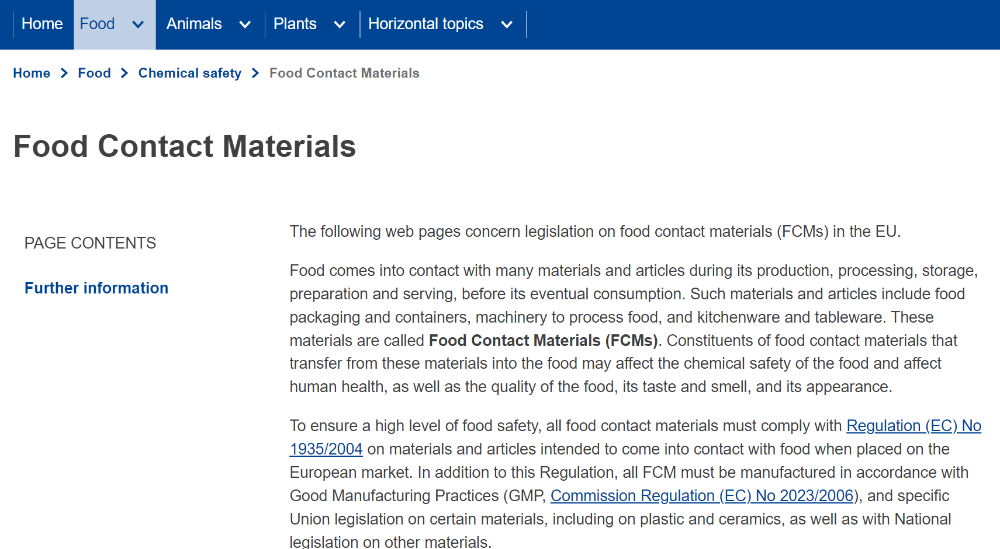 Home Food Animals Plants Horizontal topics
Home Food Chemical safety Food Contact Materials
Food Contact Materials
PAGE CONTENTS
Further information
The following web pages concern legislation on food contact materials (FCMs) in the EU.
Food comes into contact with many materials and articles during its production, processing, storage,
preparation and serving, before its eventual consumption. Such materials and articles include food
packaging and containers, machinery to process food, and kitchenware and tableware. These
materials are called Food Contact Materials (FCMs). Constituents of food contact materials that
transfer from these materials into the food may affect the chemical safety of the food and affect
human health, as well as the quality of the food, its taste and smell, and its appearance.
To ensure a high level of food safety, all food contact materials must comply with Regulation (EC) No
1935/2004 on materials and articles intended to come into contact with food when placed on the
European market. In addition to this Regulation, all FCM must be manufactured in accordance with
Good Manufacturing Practices (GMP, Commission Regulation (EC) No 2023/2006), and specific
Union legislation on certain materials, including on plastic and ceramics, as well as with National
legislation on other materials.